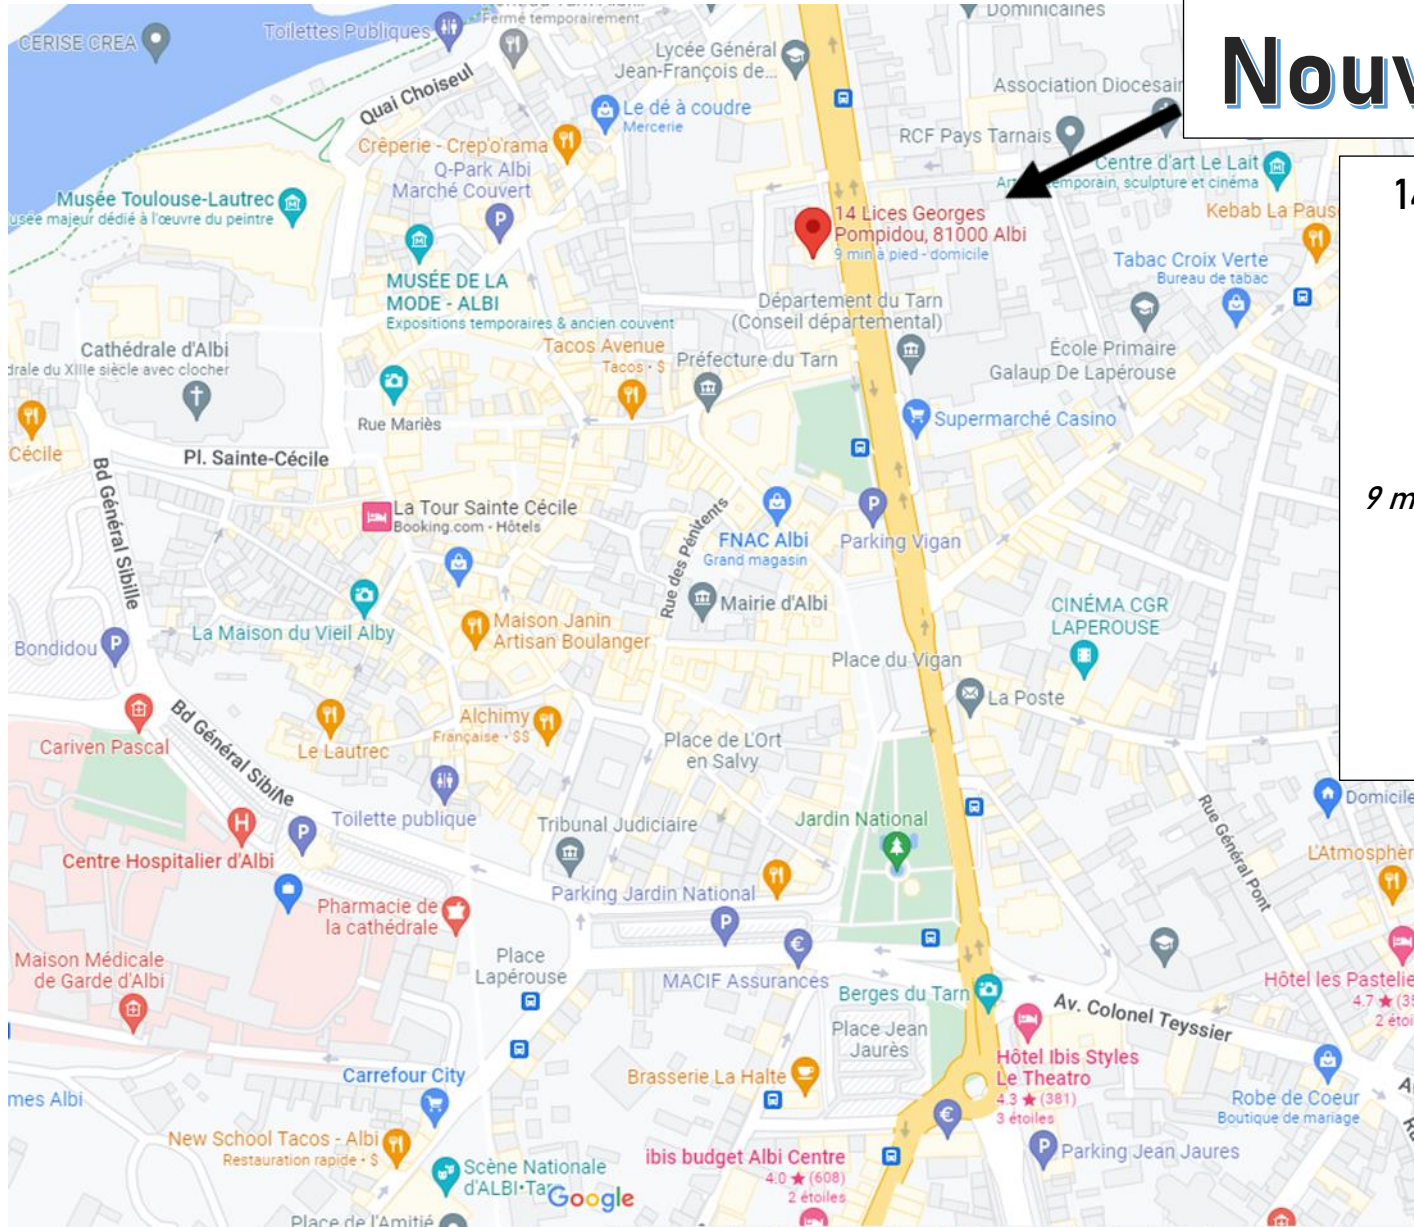 Dominicaines
Fermé temporairement
CERISE CREA
Toilettes Publiques
Lycée Général
Jean-François de...
Nouv
Quai Choiseul
Association Diocesai
Le dé à coudre
Mercerie
RCF Pays Tarnais
Crêperie - Crep'o'rama
Q-Park Albi
Marché Couvert
Centre d'art Le Lait
emporain, sculpture et cinéma
14
Musée Toulouse-Lautrec
usée majeur dédié à l'œuvre du peintre
14 Lices Georges
Pompidou, 81000 Albi
9 min à pied - domicile
Kebab La Paus
Tabac Croix Verte
Bureau de tabac
MUSÉE DE LA
MODE - ALBI
Expositions temporaires & ancien couvent
Département du Tarn
(Conseil départemental)
Cathédrale d'Albi
drale du XIIIe siècle avec clocher
Tacos Avenue
Tacos · $
Préfecture du Tarn
École Primaire
Galaup De Lapérouse
Rue Mariès
Supermarché Casino
Cécile
Pl. Sainte-Cécile
Bd Général Sibille
La Tour Sainte Cécile
Booking.com - Hôtels
9 m
Rue des Pénitents
FNAC Albi
Grand magasin
Parking Vigan
Mairie d'Albi
CINÉMA CGR
LAPEROUSE
La Maison du Vieil Alby
Maison Janin
Artisan Boulanger
Bondidou
Place du Vigan
La Poste
Cariven Pascal
Bd Général Sibille
Le Lautrec
Alchimy
Française · $$
Place de L'Ort
en Salvy
Toilette publique
Tribunal Judiciaire
Jardin National
Domicile
Rue Général Pont
Centre Hospitalier d'Albi
L'Atmosphèr
Parking Jardin National
Pharmacie de
la cathédrale
Maison Médicale
de Garde d'Albi
Place
Lapérouse
MACIF Assurances
Berges du Tarn
Hôtel les Pastelie
4.7 ★ (35
2 étoi
Av. Colonel Teyssier
Place Jean
Jaurès
Hôtel Ibis Styles
Le Theatro
4.3 ★ (381)
3 étoiles
Carrefour City
Brasserie La Halte
mes Albi
Robe de Coeur
Boutique de mariage
New School Tacos - Albi
Restauration rapide · $
Parking Jean Jaures
ibis budget Albi Centre
4.0 ★ (608)
2 étoiles
Scène Nationale
d'ALBI·Tar
Google
Place de l'Amitié